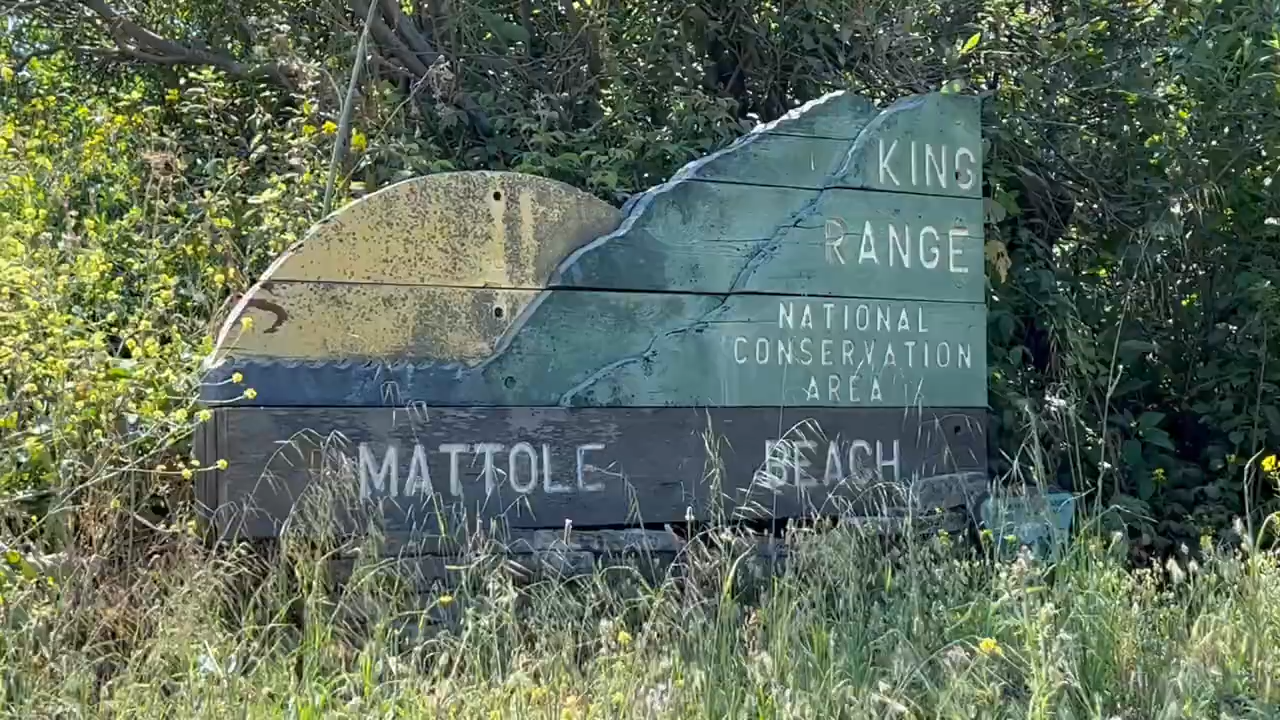 KING
RANGE
NATIONAL
CONSERVATION
AREA
MATTOLE BEACH